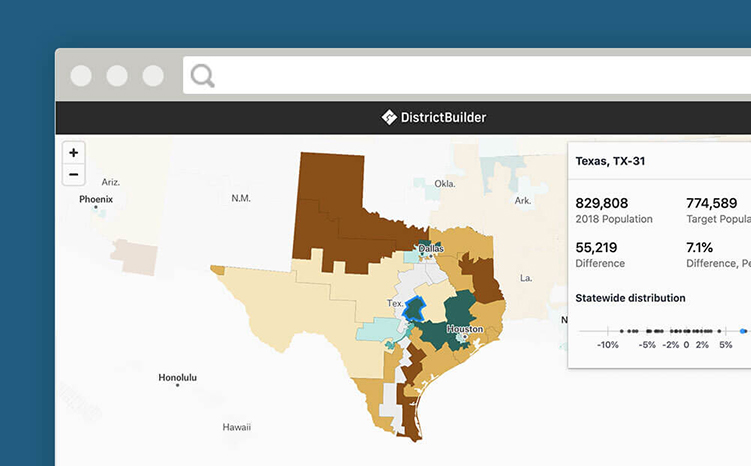 DistrictBuilder
+
−
Ariz.
Phoenix
N.M.
Okla.
Ark.
Dallas
La.
Tex.
Houston
N
Honolulu
Hawaii
Texas, TX-31
829,808 774,589
2018 Population Target Popula
55,219 7.1%
Difference Difference, Pe
Statewide distribution
-10% -5% -2% 0 2% 5%